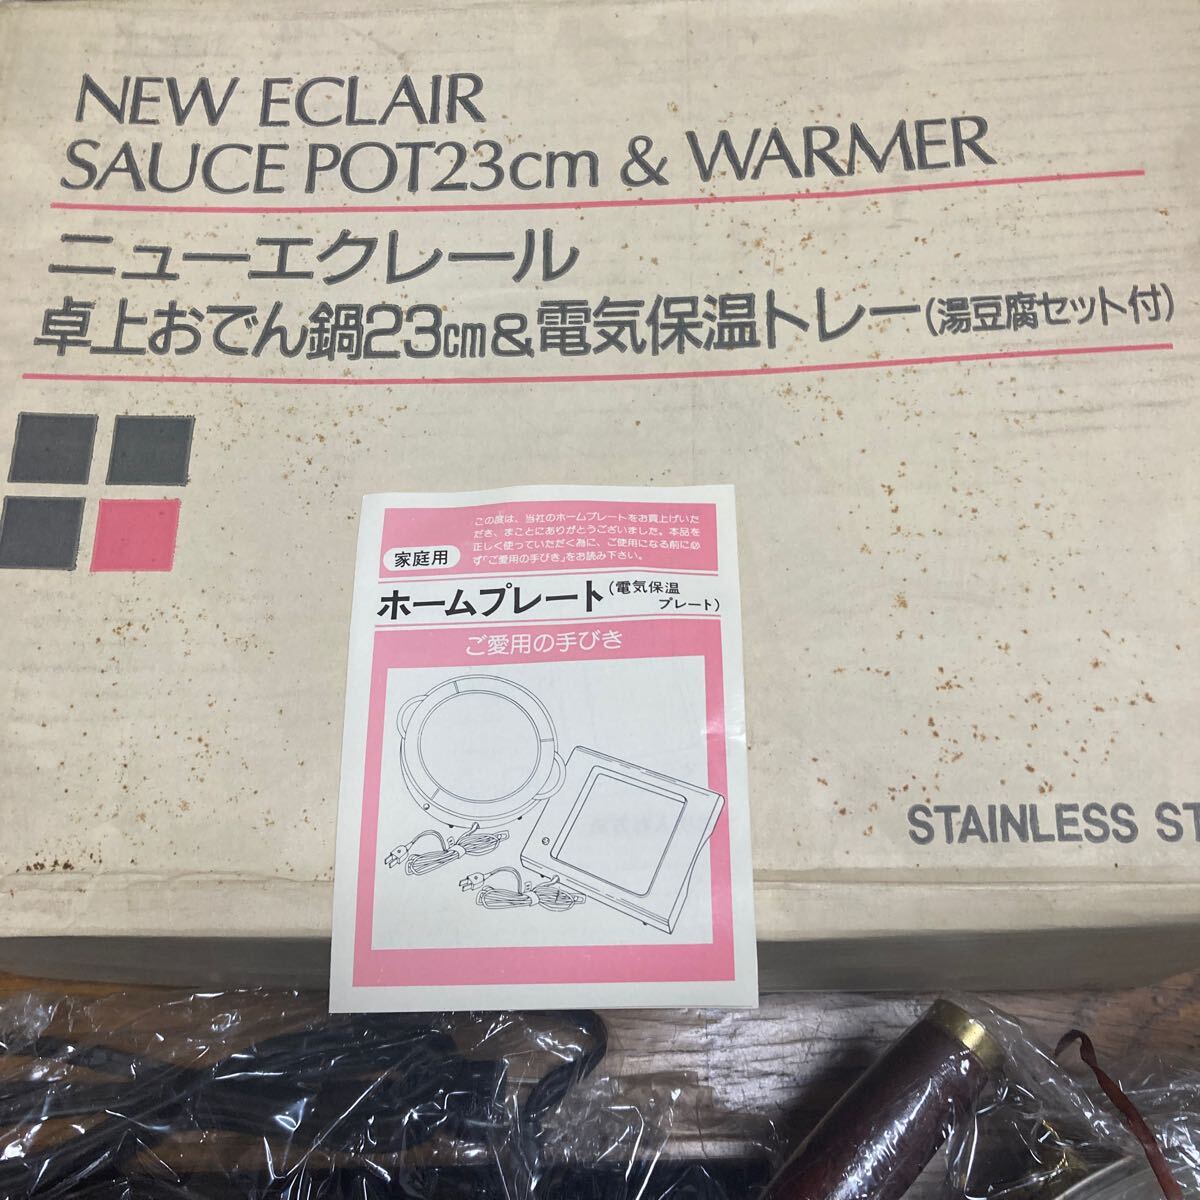 NEW ECLAIR
SAUCE POT23cm & WARMER
ニューエクレール
卓上おでん鍋23cm&電気保温トレー(湯豆腐セット付)
家庭用
この度は、当社のホームプレートをお買上げいた
だき、まことにありがとうございました。本品を
正しく使っていただく為に、ご使用になる前に必
ず「ご愛用の手びき」をお読み下さい。
ホームプレート(電気保温
プレート)
ご愛用の手びき
STAINLESS ST